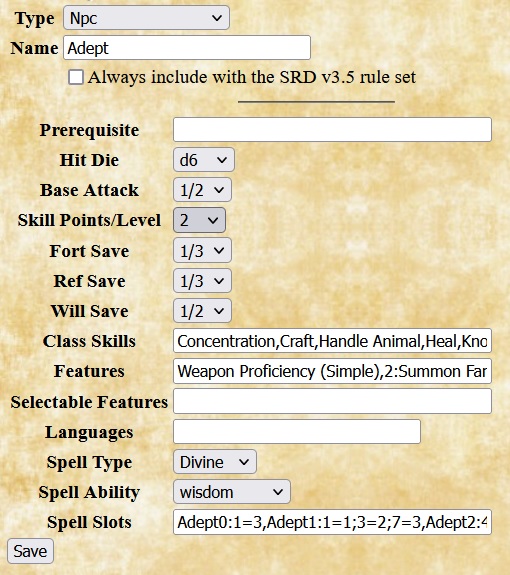 Type Npc
Name Adept
Always include with the SRD v3.5 rule set
Prerequisite
Hit Die d6
Base Attack 1/2
Skill Points/Level 2
Fort Save 1/3
Ref Save 1/3
Will Save 1/2
Class Skills Concentration,Craft,Handle Animal,Heal,Kno
Features Weapon Proficiency (Simple),2:Summon Far
Selectable Features
Languages
Spell Type Divine
Spell Ability wisdom
Spell Slots Adept0:1=3,Adept1:1=1;3=2;7=3,Adept2:4
Save